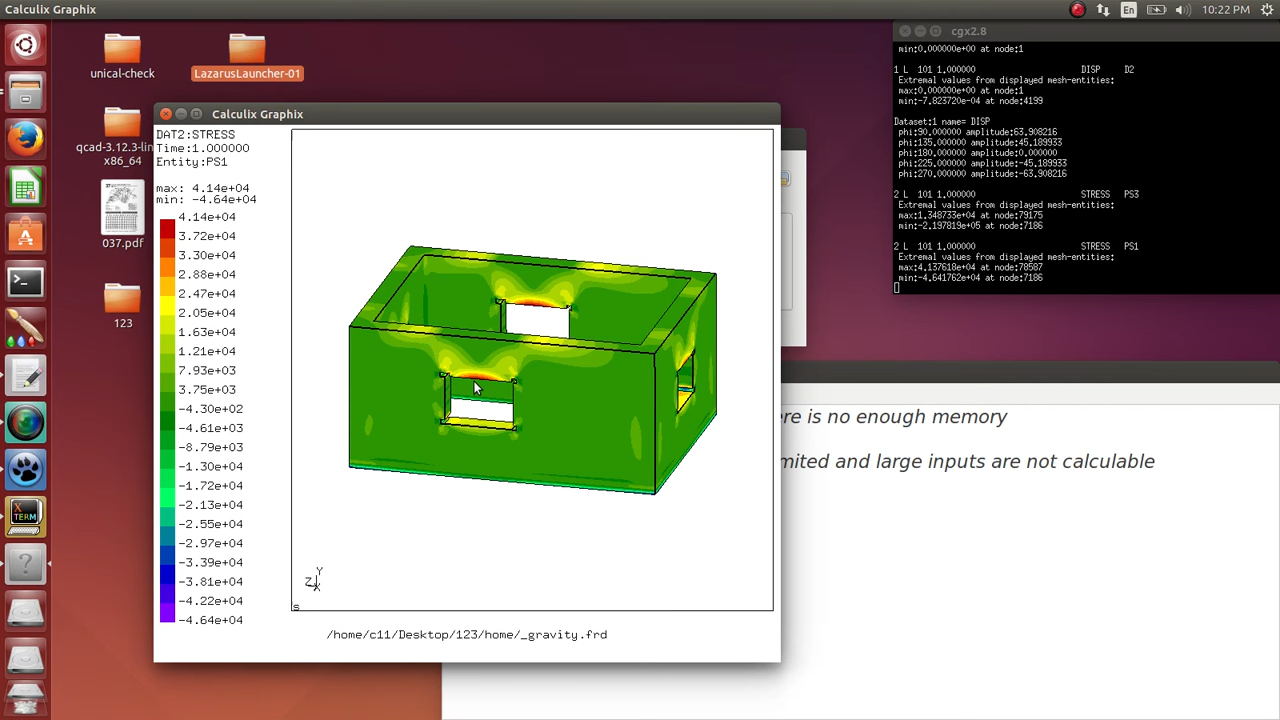 Calculix Graphix
En
10:22 PM
unical-check
LazarusLauncher-01
qcad-3.12.3-lin
x86_64
037.pdf
123
Calculix Graphix
DAT2:STRESS
Time:1.000000
Entity:PS1
max: 4.14e+04
min: -4.64e+04
4.14e+04
3.72e+04
3.30e+04
2.88e+04
2.47e+04
2.05e+04
1.63e+04
1.21e+04
7.93e+03
3.75e+03
-4.30e+02
-4.61e+03
-8.79e+03
-1.30e+04
-1.72e+04
-2.13e+04
-2.55e+04
-2.97e+04
-3.39e+04
-3.81e+04
-4.22e+04
-4.64e+04
Y
Z
X
s
/home/c11/Desktop/123/home/_gravity.frd
cgx2.8
min:0.000000e+00 at node:1
1 L 101 1.000000 DISP D2
Extremal values from displayed mesh-entities:
max:0.000000e+00 at node:1
min:-7.823720e-04 at node:4199
Dataset:1 name= DISP
phi:90.000000 amplitude:63.908216
phi:135.000000 amplitude:45.189933
phi:180.000000 amplitude:0.000000
phi:225.000000 amplitude:-45.189933
phi:270.000000 amplitude:-63.908216
2 L 101 1.000000 STRESS PS3
Extremal values from displayed mesh-entities:
max:1.348733e+04 at node:79175
min:-2.197819e+05 at node:7186
2 L 101 1.000000 STRESS PS1
Extremal values from displayed mesh-entities:
max:4.137618e+04 at node:78587
min:-4.641762e+04 at node:7186
ere is no enough memory
mited and large inputs are not calculable
X
TERM